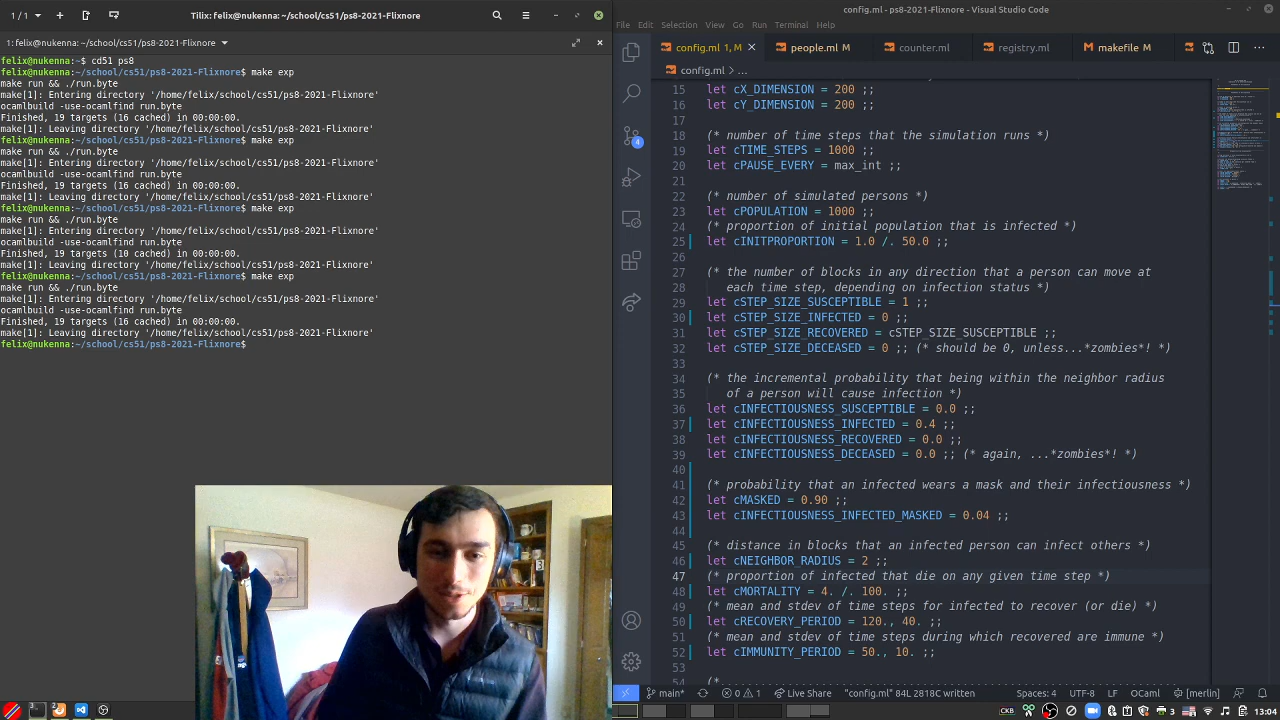 1 / 1
Tilix: felix@nukenna:~/school/cs51/ps8-2021-Flixnore
1: felix@nukenna:~/school/cs51/ps8-2021-Flixnore
felix@nukenna:~$ cd51 ps8
felix@nukenna:~/school/cs51/ps8-2021-Flixnore$ make exp
make run && ./run.byte
make[1]: Entering directory '/home/felix/school/cs51/ps8-2021-Flixnore'
ocamlbuild -use-ocamlfind run.byte
Finished, 19 targets (16 cached) in 00:00:00.
make[1]: Leaving directory '/home/felix/school/cs51/ps8-2021-Flixnore'
felix@nukenna:~/school/cs51/ps8-2021-Flixnore$ make exp
make run && ./run.byte
make[1]: Entering directory '/home/felix/school/cs51/ps8-2021-Flixnore'
ocamlbuild -use-ocamlfind run.byte
Finished, 19 targets (16 cached) in 00:00:00.
make[1]: Leaving directory '/home/felix/school/cs51/ps8-2021-Flixnore'
felix@nukenna:~/school/cs51/ps8-2021-Flixnore$ make exp
make run && ./run.byte
make[1]: Entering directory '/home/felix/school/cs51/ps8-2021-Flixnore'
ocamlbuild -use-ocamlfind run.byte
Finished, 19 targets (10 cached) in 00:00:00.
make[1]: Leaving directory '/home/felix/school/cs51/ps8-2021-Flixnore'
felix@nukenna:~/school/cs51/ps8-2021-Flixnore$ make exp
make run && ./run.byte
make[1]: Entering directory '/home/felix/school/cs51/ps8-2021-Flixnore'
ocamlbuild -use-ocamlfind run.byte
Finished, 19 targets (16 cached) in 00:00:00.
make[1]: Leaving directory '/home/felix/school/cs51/ps8-2021-Flixnore'
felix@nukenna:~/school/cs51/ps8-2021-Flixnore$
config.ml - ps8-2021-Flixnore - Visual Studio Code
File Edit Selection View Go Run Terminal Help
config.ml 1, M people.ml M counter.ml registry.ml makefile M
config.ml > ...
15 let cX_DIMENSION = 200 ;;
16 let cY_DIMENSION = 200 ;;
17
18 (* number of time steps that the simulation runs *)
19 let cTIME_STEPS = 1000 ;;
20 let cPAUSE_EVERY = max_int ;;
21
22 (* number of simulated persons *)
23 let cPOPULATION = 1000 ;;
24 (* proportion of initial population that is infected *)
25 let cINITPROPORTION = 1.0 /. 50.0 ;;
26
27 (* the number of blocks in any direction that a person can move at
28 each time step, depending on infection status *)
29 let cSTEP_SIZE_SUSCEPTIBLE = 1 ;;
30 let cSTEP_SIZE_INFECTED = 0 ;;
31 let cSTEP_SIZE_RECOVERED = cSTEP_SIZE_SUSCEPTIBLE ;;
32 let cSTEP_SIZE_DECEASED = 0 ;; (* should be 0, unless...*zombies*! *)
33
34 (* the incremental probability that being within the neighbor radius
35 of a person will cause infection *)
36 let cINFECTIOUSNESS_SUSCEPTIBLE = 0.0 ;;
37 let cINFECTIOUSNESS_INFECTED = 0.4 ;;
38 let cINFECTIOUSNESS_RECOVERED = 0.0 ;;
39 let cINFECTIOUSNESS_DECEASED = 0.0 ;; (* again, ...*zombies*! *)
40
41 (* probability that an infected wears a mask and their infectiousness *)
42 let cMASKED = 0.90 ;;
43 let cINFECTIOUSNESS_INFECTED_MASKED = 0.04 ;;
44
45 (* distance in blocks that an infected person can infect others *)
46 let cNEIGHBOR_RADIUS = 2 ;;
47 (* proportion of infected that die on any given time step *)
48 let cMORTALITY = 4. /. 100. ;;
49 (* mean and stdev of time steps for infected to recover (or die) *)
50 let cRECOVERY_PERIOD = 120., 40. ;;
51 (* mean and stdev of time steps during which recovered are immune *)
52 let cIMMUNITY_PERIOD = 50., 10. ;;
53
54
4
main* 0 1 Live Share "config.ml" 84L 2818C written Spaces: 4 UTF-8 LF OCaml [merlin]
3 13:04